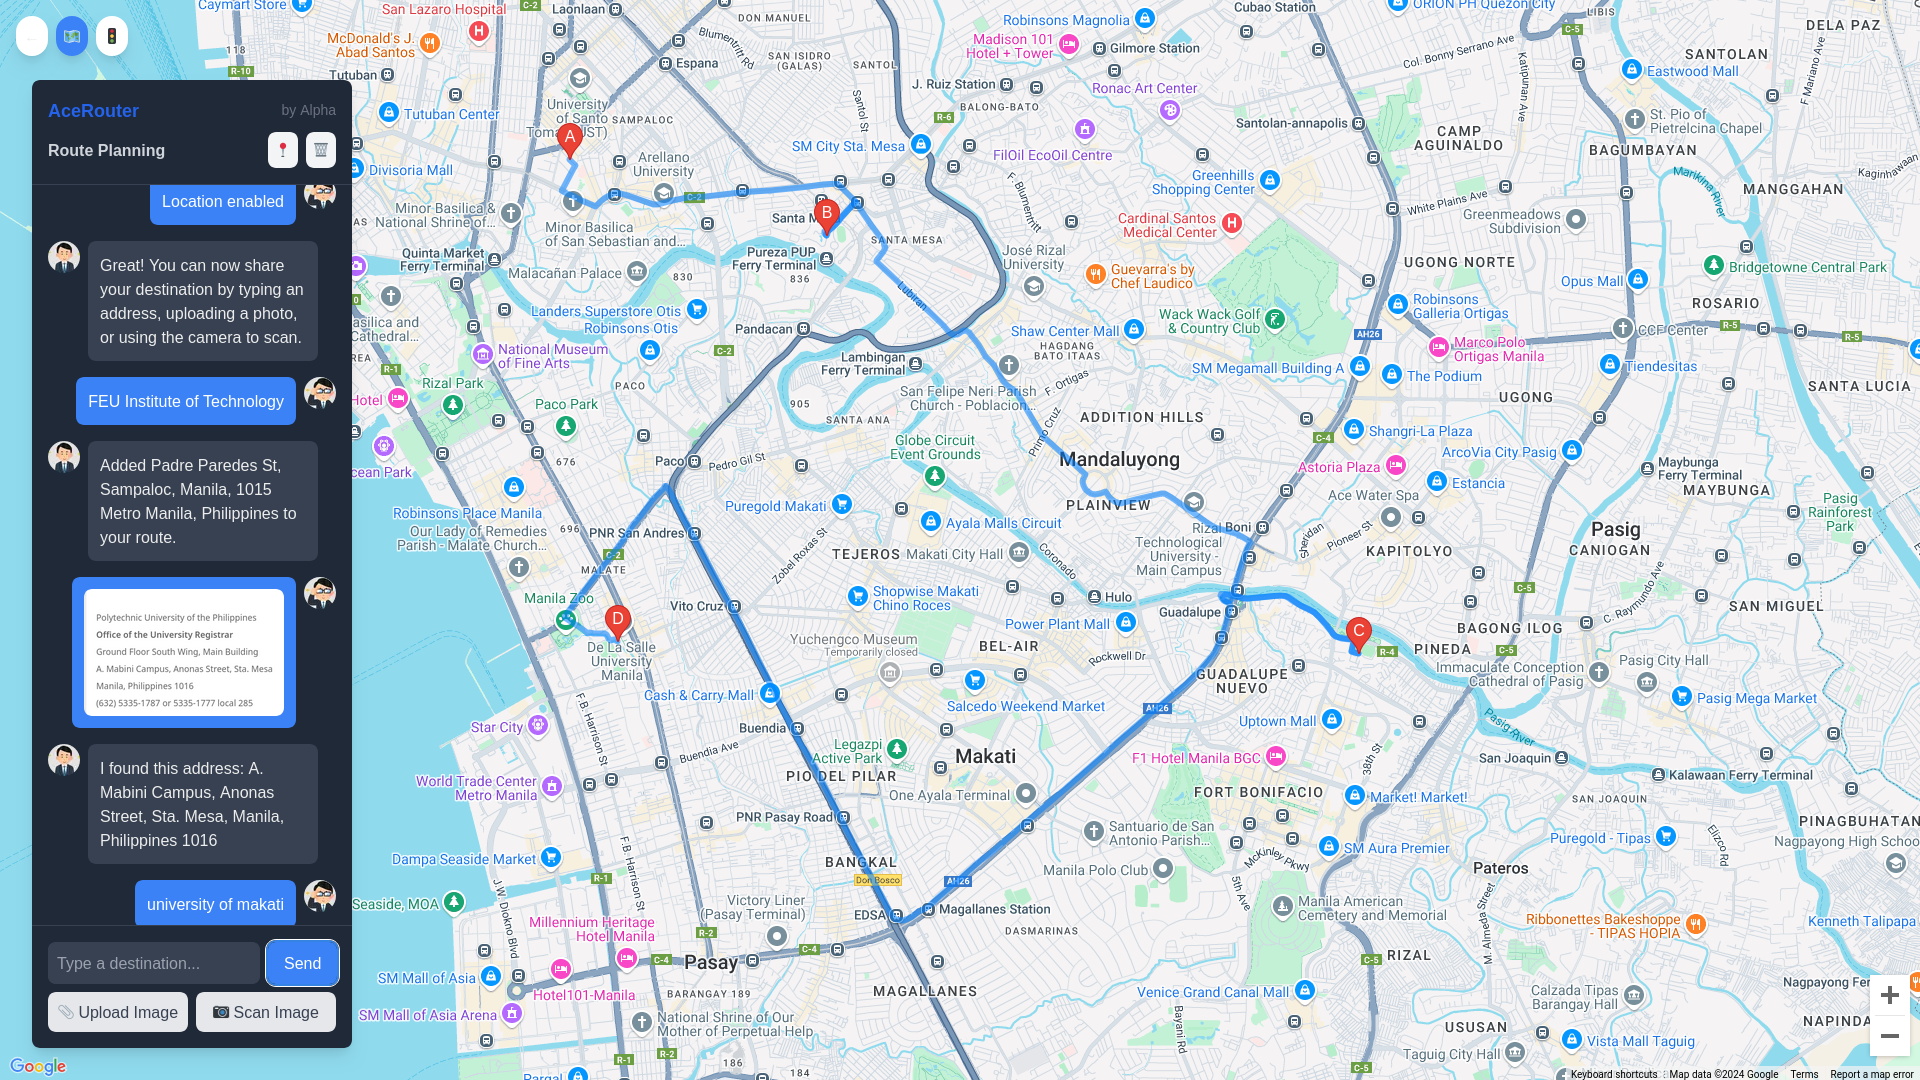 AceRouter
by Alpha
Route Planning
Location enabled
Great! You can now share
your destination by typing an
address, uploading a photo,
or using the camera to scan.
FEU Institute of Technology
Added Padre Paredes St,
Sampaloc, Manila, 1015
Metro Manila, Philippines to
your route.
Polytechnic University of the Philippines
Office of the University Registrar
Ground Floor South Wing, Main Building
A. Mabini Campus, Anonas Street, Sta. Mesa
Manila, Philippines 1016
(632) 5335-1787 or 5335-1777 local 285
I found this address: A.
Mabini Campus, Anonas
Street, Sta. Mesa, Manila,
Philippines 1016
university of makati
Type a destination...
Send
Upload Image
Scan Image
Google
Caymart Store
San Lazaro Hospital
C-2
Laonlaan
DON MANUEL
Robinsons Magnolia
Cubao Station
ORION PH Quezon City
LIBIS
DELA PAZ
118
McDonald's J.
Abad Santos
Blumentritt Rd
SAN ISIDRO
(GALAS)
SANTOL
Madison 101
Hotel + Tower
Gilmore Station
Col. Bonny Serrano Ave
C-5
SANTOLAN
F Mariano Ave
R-10
Tutuban
Espana
J. Ruiz Station
Ronac Art Center
Katipunan Ave
Eastwood Mall
Tutuban Center
University
of Santo
Tomas (UST)
SAMPALOC
Santol St
BALONG-BATO
R-6
Santolan-annapolis
CAMP
AGUINALDO
St. Pio of
Pietrelcina Chapel
A
Arellano
University
SM City Sta. Mesa
FilOil EcoOil Centre
BAGUMBAYAN
Divisoria Mall
Greenhills
Shopping Center
Marikina River
MANGGAHAN
Kaginhawaan
Minor Basilica &
National Shrine of...
C-2
B
F. Blumentritt
White Plains Ave
Minor Basilica
of San Sebastian and...
Cardinal Santos
Medical Center
Greenmeadows
Subdivision
Quinta Market
Ferry Terminal
SANTA MESA
Pureza PUP
Ferry Terminal
José Rizal
University
UGONG NORTE
Malacañan Palace
830
836
Guevarra's by
Chef Laudico
Opus Mall
Bridgetowne Central Park
Lubiran
Landers Superstore Otis
Robinsons Otis
Wack Wack Golf
& Country Club
Robinsons
Galleria Ortigas
ROSARIO
Pandacan
Shaw Center Mall
AH26
CCF Center
R-5
R-5
National Museum
of Fine Arts
C-2
HAGDANG
BATO ITAAS
Marco Polo
Ortigas Manila
Lambingan
Ferry Terminal
R-1
SM Megamall Building A
The Podium
Tiendesitas
Rizal Park
PACO
San Felipe Neri Parish
Church - Poblacion...
F. Ortigas
UGONG
SANTA LUCIA
Hotel
Paco Park
905
SANTA ANA
ADDITION HILLS
Primo Cruz
676
Globe Circuit
Event Grounds
C-4
Shangri-La Plaza
ArcoVia City Pasig
Paco
Pedro Gil St
Mandaluyong
Astoria Plaza
Maybunga
Ferry Terminal
MAYBUNGA
Estancia
Puregold Makati
PLAINVIEW
Ace Water Spa
Pasig
Rainforest
Park
Robinsons Place Manila
Our Lady of Remedies
Parish - Malate Church...
696
PNR San Andres
Ayala Malls Circuit
Rizal Boni
Sheridan
Pioneer St
Pasig
CANIOGAN
C-2
MALATE
TEJEROS
Zobel Roxas St
Makati City Hall
Coronado
Technological
University -
Main Campus
KAPITOLYO
Manila Zoo
Vito Cruz
Shopwise Makati
Chino Roces
Hulo
Guadalupe
C-5
C. Raymundo Ave
SAN MIGUEL
D
De La Salle
University
Manila
Yuchengco Museum
Temporarily closed
BEL-AIR
Power Plant Mall
C
R-4
BAGONG ILOG
PINEDA
C-5
Rockwell Dr
GUADALUPE
NUEVO
Immaculate Conception
Cathedral of Pasig
Pasig City Hall
Cash & Carry Mall
Salcedo Weekend Market
AH26
Pasig Mega Market
Star City
F.B. Harrison St
Buendia
Buendia Ave
Legazpi
Active Park
Makati
Uptown Mall
Pasig River
San Joaquin
World Trade Center
Metro Manila
PIO DEL PILAR
F1 Hotel Manila BGC
38th St
Kalawaan Ferry Terminal
One Ayala Terminal
FORT BONIFACIO
Market! Market!
SAN JOAQUIN
PNR Pasay Road
Santuario de San
Antonio Parish...
PINAGBUHATAN
Dampa Seaside Market
F.B. Harrison St
BANGKAL
Don Bosco
AH26
Manila Polo Club
McKinley Pkwy
SM Aura Premier
Puregold - Tipas
Elizco Rd
Nagpayong High School
R-1
J.W. Diokno Blvd
Pateros
5th Ave
Seaside, MOA
Victory Liner
(Pasay Terminal)
EDSA
Magallanes Station
Manila American
Cemetery and Memorial
M. Almeda Street
Millennium Heritage
Hotel Manila
R-2
DASMARINAS
Ribbonettes Bakeshoppe
- TIPAS HOPIA
Kenneth Talipapa
C-4
C-4
Pasay
C-5
RIZAL
SM Mall of Asia
Hotel101-Manila
BARANGAY 189
MAGALLANES
Venice Grand Canal Mall
Calzada Tipas
Barangay Hall
Nagpayong Ferry
SM Mall of Asia Arena
National Shrine of Our
Mother of Perpetual Help
Bayani Rd
USUSAN
NAPINDAN
R-1
R-2
186
184
Taguig City Hall
Vista Mall Taguig
C-5
Keyboard shortcuts
Map data ©2024 Google
Terms
Report a map error